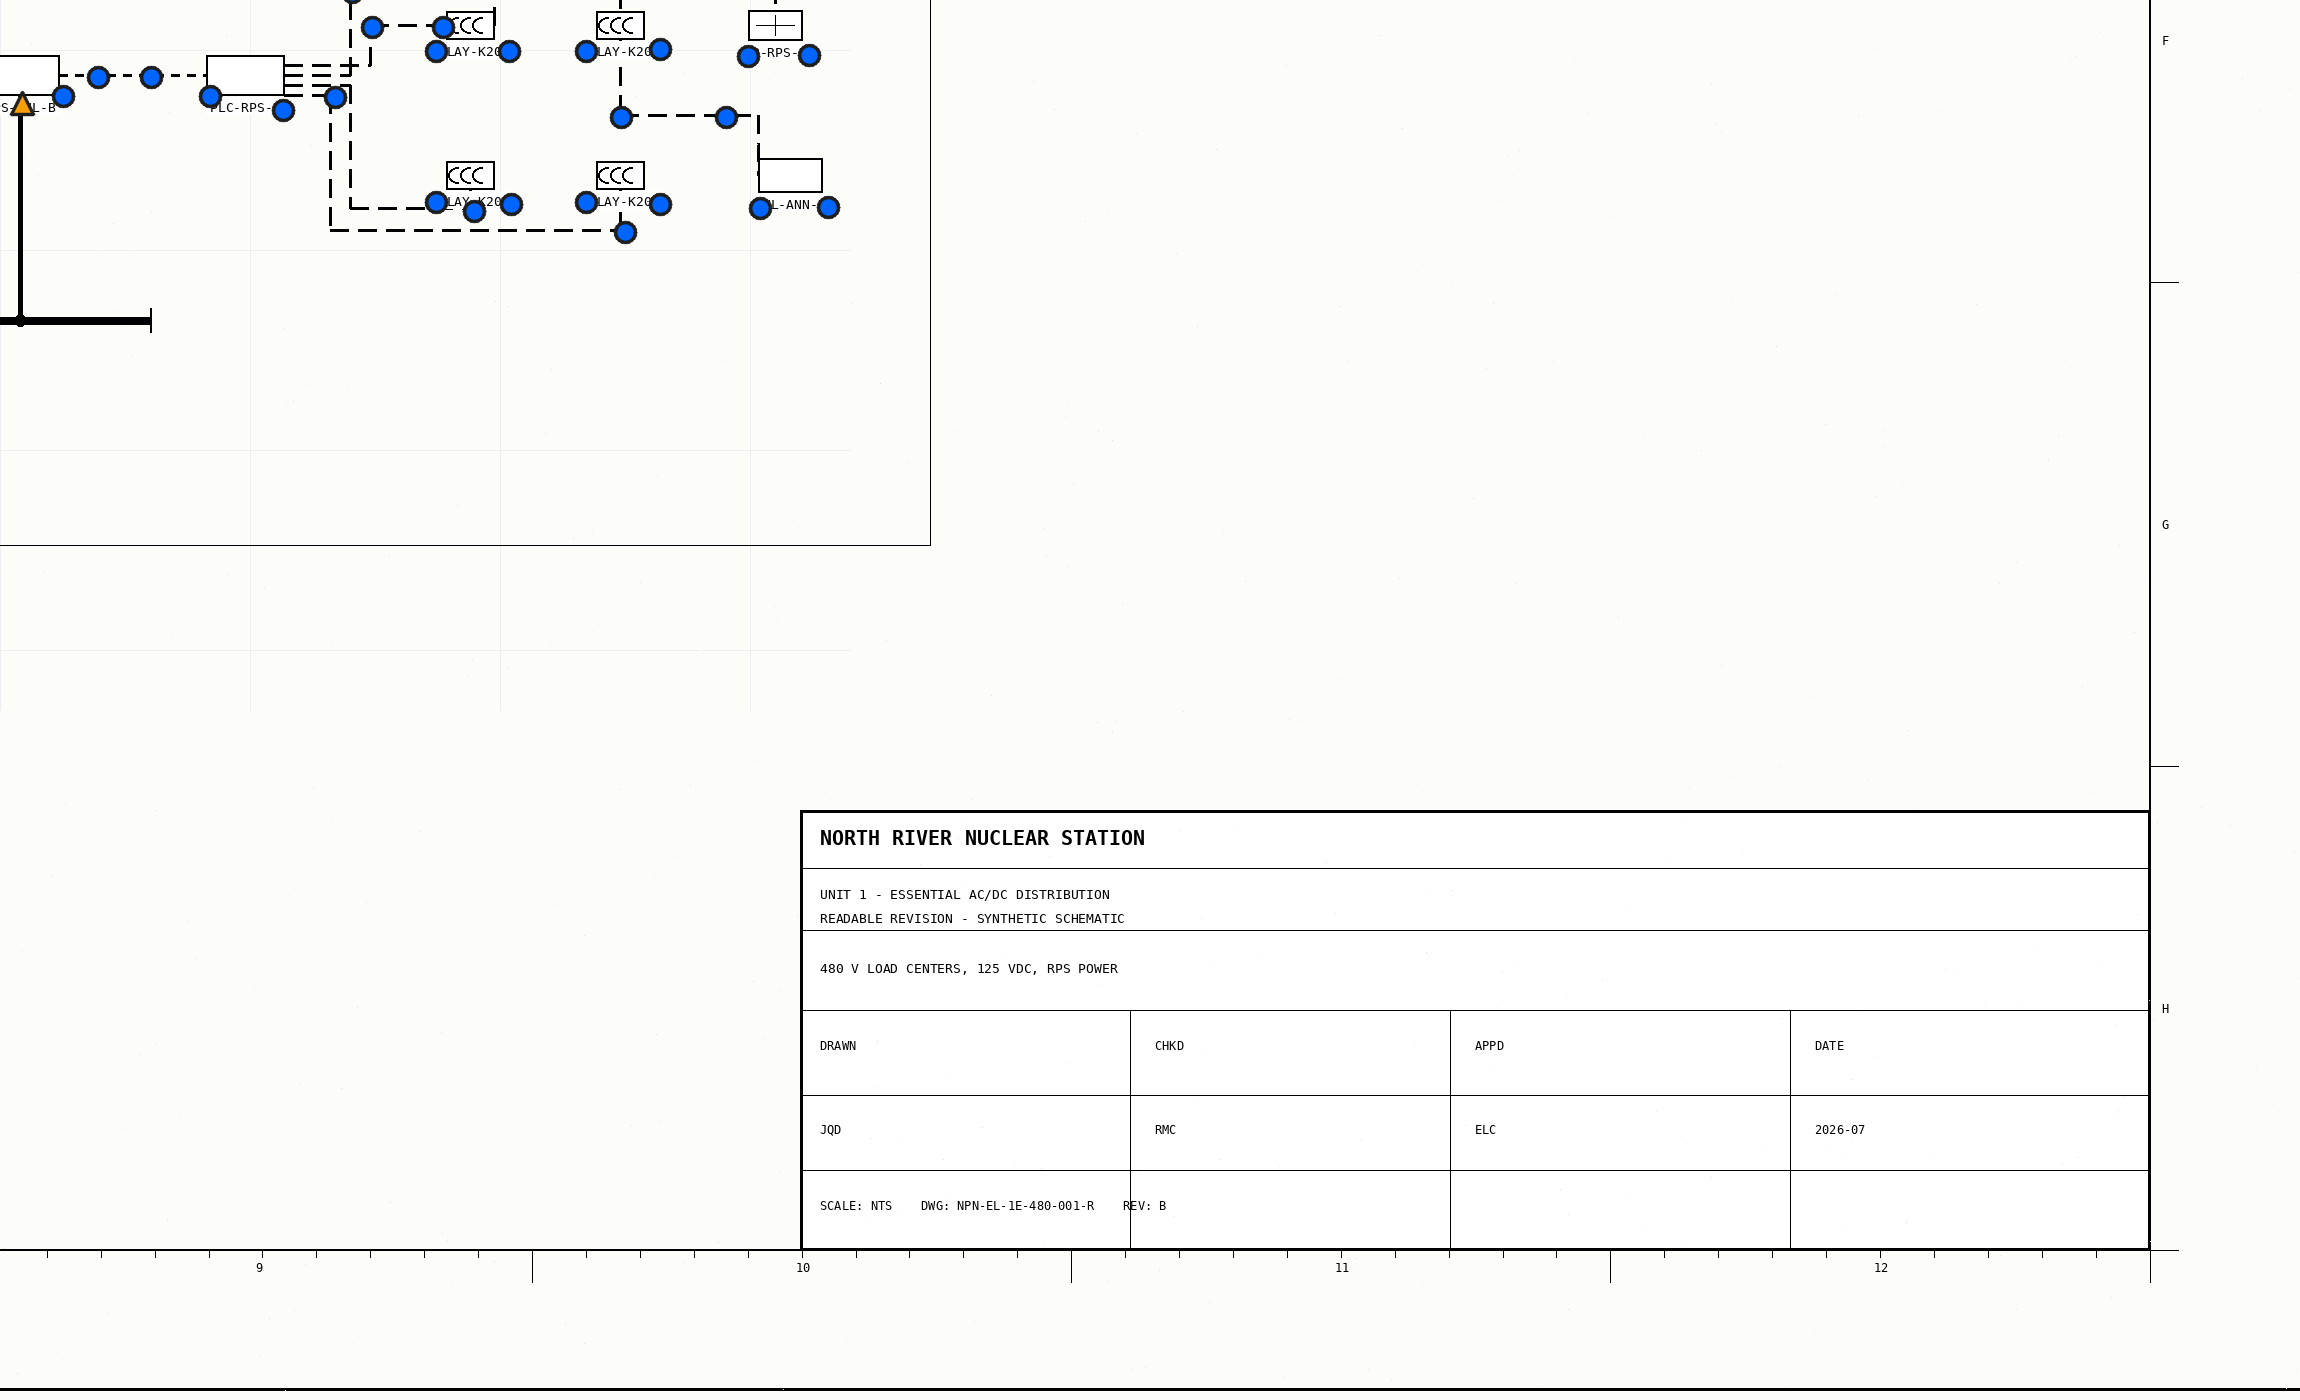 F
LAY-K20
LAY-K20
-RPS-
PLC-RPS-
LAY-K20
LAY-K20
L-ANN-
G
NORTH RIVER NUCLEAR STATION
UNIT 1 - ESSENTIAL AC/DC DISTRIBUTION
READABLE REVISION - SYNTHETIC SCHEMATIC
480 V LOAD CENTERS, 125 VDC, RPS POWER
H
DRAWN CHKD APPD DATE
JQD RMC ELC 2026-07
SCALE: NTS DWG: NPN-EL-1E-480-001-R REV: B
9 10 11 12